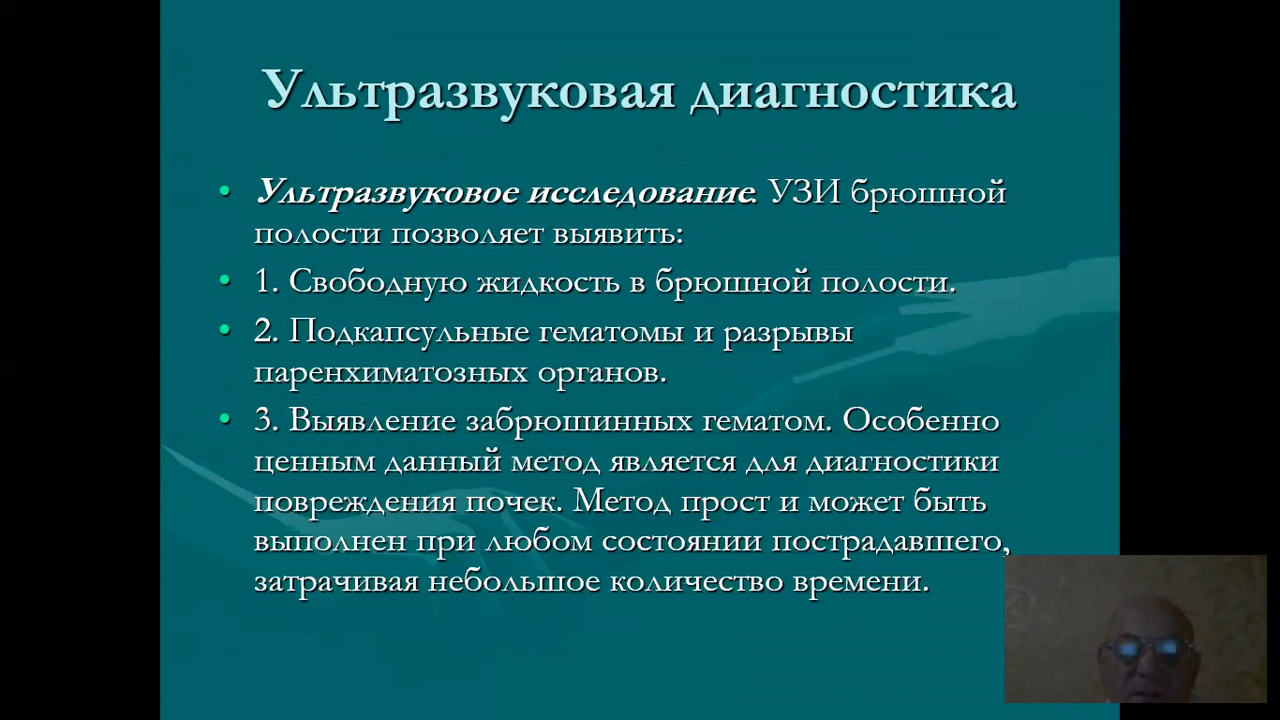 Ультразвуковая диагностика
• Ультразвуковое исследование. УЗИ брюшной
полости позволяет выявить:
• 1. Свободную жидкость в брюшной полости.
• 2. Подкапсульные гематомы и разрывы
паренхиматозных органов.
• 3. Выявление забрюшинных гематом. Особенно
ценным данный метод является для диагностики
повреждения почек. Метод прост и может быть
выполнен при любом состоянии пострадавшего,
затрачивая небольшое количество времени.